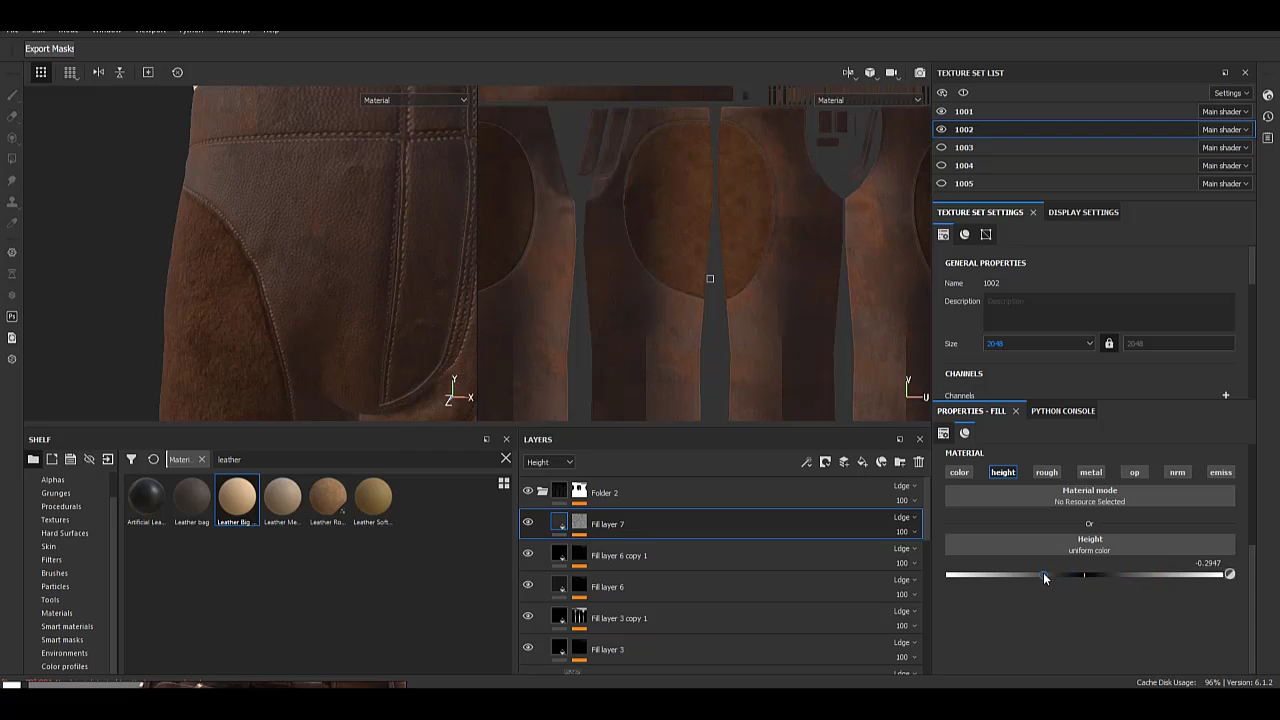 Export Masks
Material
Material
TEXTURE SET LIST
Settings
1001 Main shader
1002 Main shader
1003 Main shader
1004 Main shader
1005 Main shader
TEXTURE SET SETTINGS
DISPLAY SETTINGS
GENERAL PROPERTIES
Name 1002
Description Description
Size 2048 2048
CHANNELS
Channels
Y
Z X
V
U
SHELF
Materi...
leather
Alphas
Grunges
Procedurals
Textures
Hard Surfaces
Skin
Filters
Brushes
Particles
Tools
Materials
Smart materials
Smart masks
Environments
Color profiles
Artificial Lea...
Leather bag
Leather Big ...
Leather Me...
Leather Ro...
Leather Soft...
LAYERS
Height
Folder 2 Ldge
100
Fill layer 7 Ldge
100
Fill layer 6 copy 1 Ldge
100
Fill layer 6 Ldge
100
Fill layer 3 copy 1 Ldge
100
Fill layer 3 Ldge
100
PROPERTIES - FILL
PYTHON CONSOLE
MATERIAL
color height rough metal op nrm emiss
Material mode
No Resource Selected
Or
Height
uniform color
-0.2947
Cache Disk Usage: 96% | Version: 6.1.2